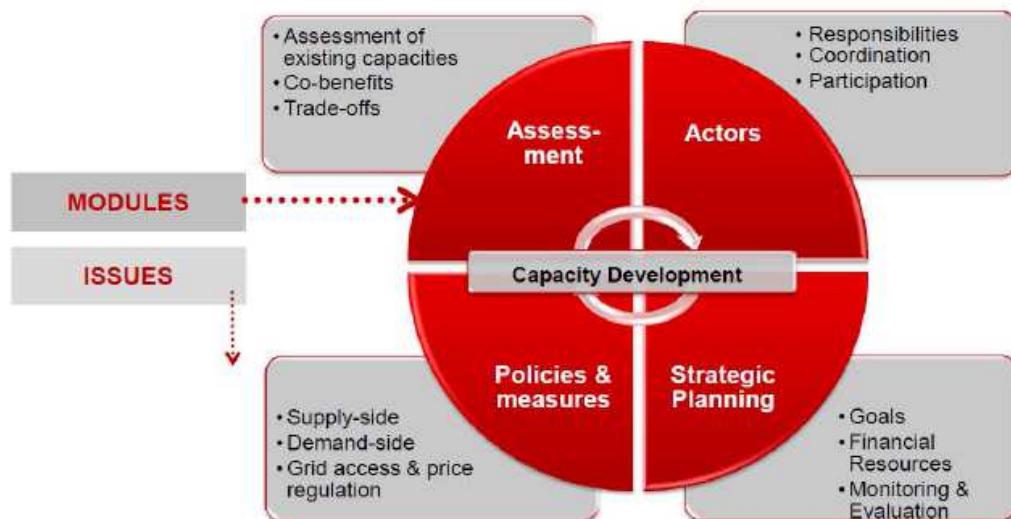 • Assessment of
existing capacities
• Co-benefits
• Trade-offs
• Responsibilities
• Coordination
• Participation
Assess-
ment
Actors
MODULES
ISSUES
Capacity Development
Policies &
measures
Strategic
Planning
• Supply-side
• Demand-side
• Grid access & price
regulation
• Goals
• Financial
Resources
• Monitoring &
Evaluation